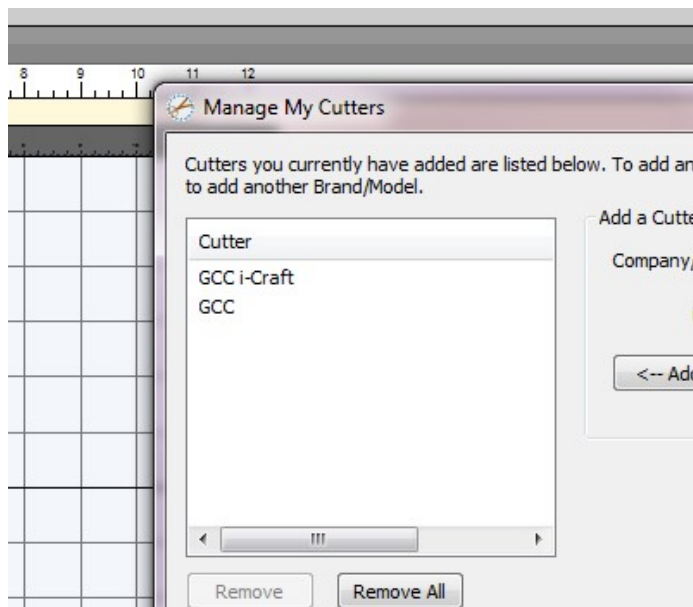 8 9 10 11 12
Manage My Cutters
Cutters you currently have added are listed below. To add an
to add another Brand/Model.
Add a Cutte
Cutter
Company/
GCC i-Craft
GCC
<-- Add
Remove Remove All